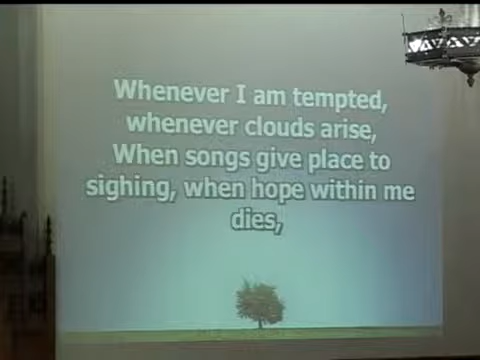 Whenever I am tempted,
whenever clouds arise,
When songs give place to
sighing, when hope within me
dies,